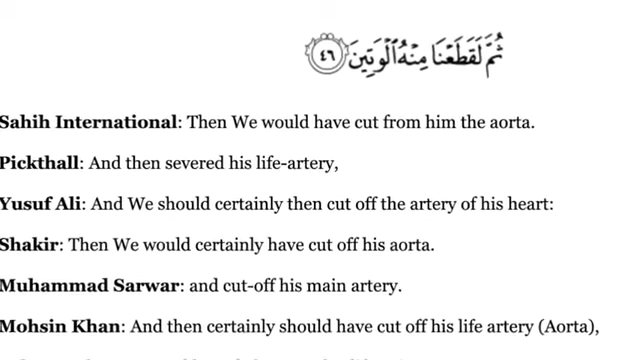 ثُمَّ لَقَطَعْنَا مِنْهُ الْوَتِينَ ٤٦
Sahih International: Then We would have cut from him the aorta.
Pickthall: And then severed his life-artery,
Yusuf Ali: And We should certainly then cut off the artery of his heart:
Shakir: Then We would certainly have cut off his aorta.
Muhammad Sarwar: and cut-off his main artery.
Mohsin Khan: And then certainly should have cut off his life artery (Aorta),